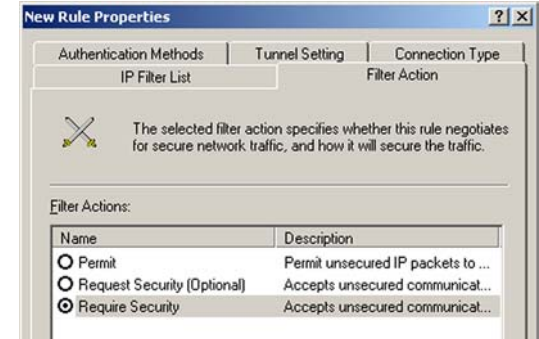 New Rule Properties
Authentication Methods Tunnel Setting Connection Type
IP Filter List Filter Action
The selected filter action specifies whether this rule negotiates
for secure network traffic, and how it will secure the traffic.
Filter Actions:
Name Description
Permit Permit unsecured IP packets to ...
Request Security (Optional) Accepts unsecured communicat...
Require Security Accepts unsecured communicat...